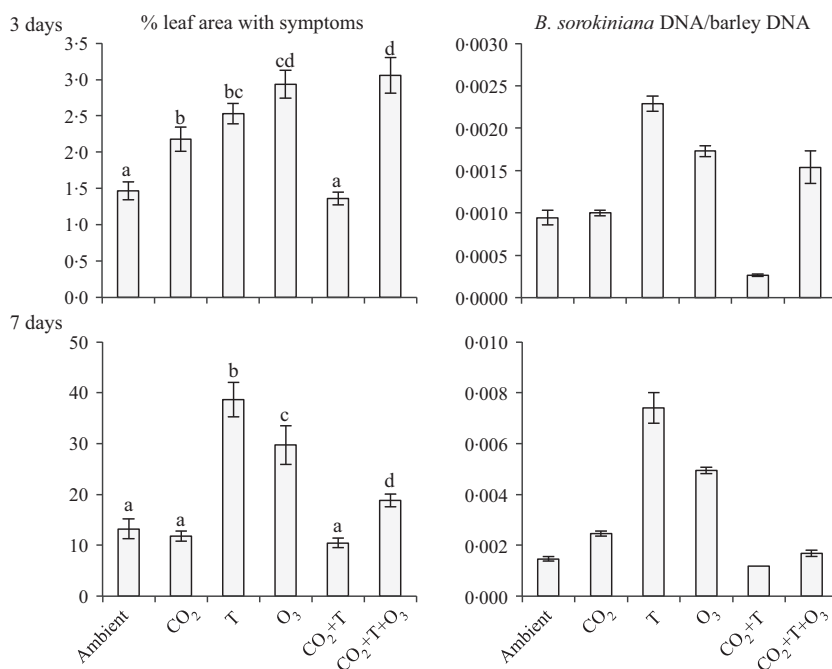 3 days
% leaf area with symptoms
3·5
3·0
2·5
2·0
1·5
1·0
0·5
0·0
a
b
bc
cd
a
d
B. sorokiniana DNA/barley DNA
0·0030
0·0025
0·0020
0·0015
0·0010
0·0005
0·0000
7 days
50
40
30
20
10
0
a
a
b
c
a
d
Ambient
CO₂
T
O₃
CO₂+T
CO₂+T+O₃
0·010
0·008
0·006
0·004
0·002
0·000
Ambient
CO₂
T
O₃
CO₂+T
CO₂+T+O₃